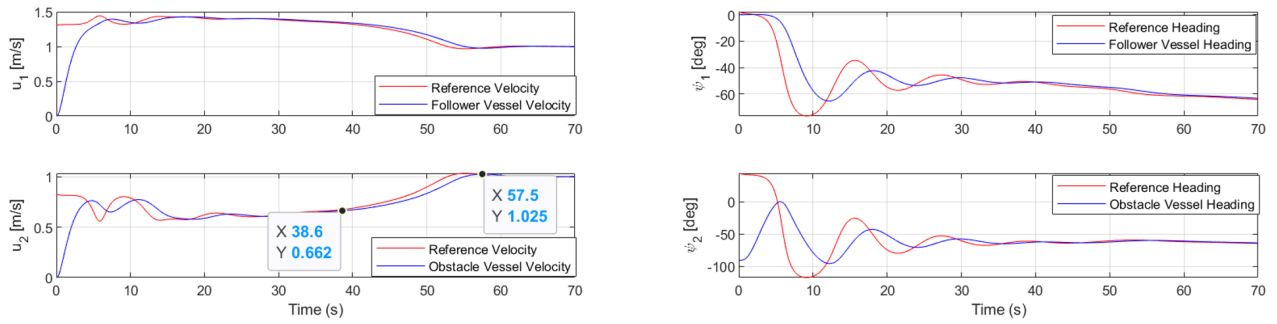 u1 [m/s]
1.5
1
0.5
0
0 10 20 30 40 50 60 70
Reference Velocity
Follower Vessel Velocity
ψ1 [deg]
0
-20
-40
-60
0 10 20 30 40 50 60 70
Reference Heading
Follower Vessel Heading
u2 [m/s]
1
0.5
0
0 10 20 30 40 50 60 70
Time (s)
X 38.6
Y 0.662
X 57.5
Y 1.025
Reference Velocity
Obstacle Vessel Velocity
ψ2 [deg]
0
-50
-100
0 10 20 30 40 50 60 70
Time (s)
Reference Heading
Obstacle Vessel Heading